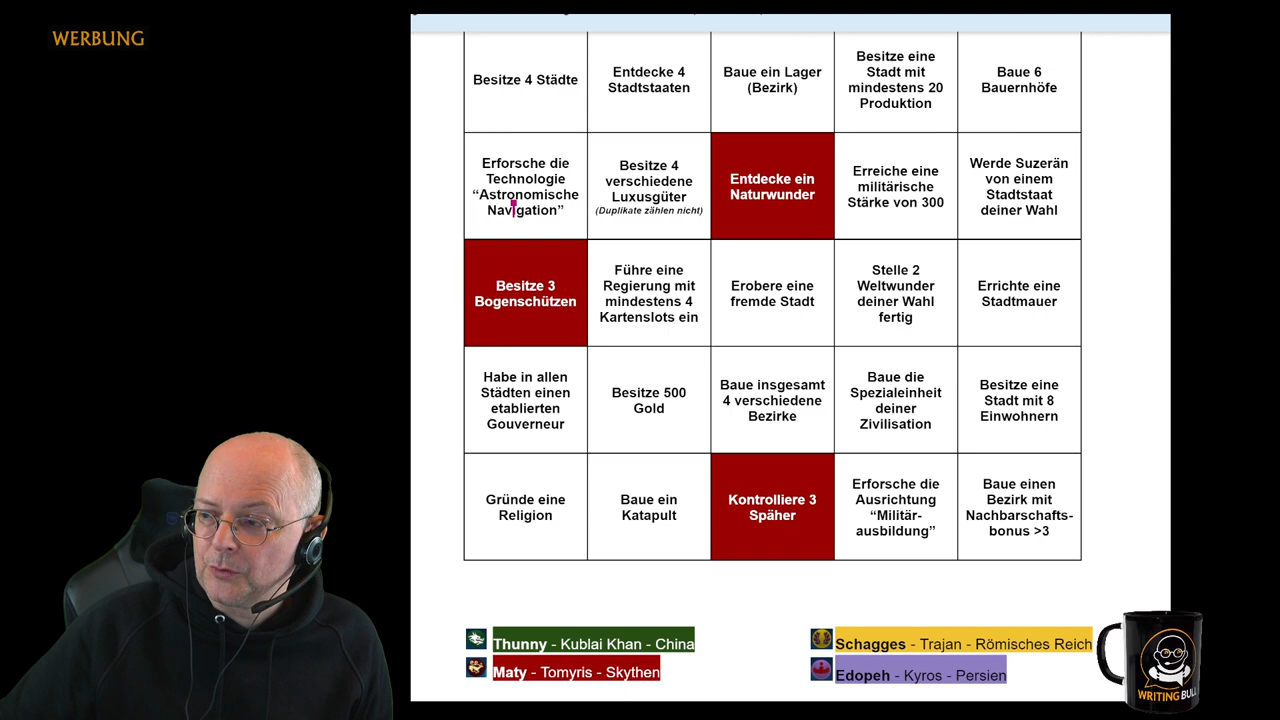 WERBUNG
Besitze 4 Städte
Entdecke 4
Stadtstaaten
Baue ein Lager
(Bezirk)
Besitze eine
Stadt mit
mindestens 20
Produktion
Baue 6
Bauernhöfe
Erforsche die
Technologie
“Astronomische
Navigation”
Besitze 4
verschiedene
Luxusgüter
(Duplikate zählen nicht)
Entdecke ein
Naturwunder
Erreiche eine
militärische
Stärke von 300
Werde Suzerän
von einem
Stadtstaat
deiner Wahl
Besitze 3
Bogenschützen
Führe eine
Regierung mit
mindestens 4
Kartenslots ein
Erobere eine
fremde Stadt
Stelle 2
Weltwunder
deiner Wahl
fertig
Errichte eine
Stadtmauer
Habe in allen
Städten einen
etablierten
Gouverneur
Besitze 500
Gold
Baue insgesamt
4 verschiedene
Bezirke
Baue die
Spezialeinheit
deiner
Zivilisation
Besitze eine
Stadt mit 8
Einwohnern
Gründe eine
Religion
Baue ein
Katapult
Kontrolliere 3
Späher
Erforsche die
Ausrichtung
“Militär-
ausbildung”
Baue einen
Bezirk mit
Nachbarschafts-
bonus >3
Thunny - Kublai Khan - China
Maty - Tomyris - Skythen
Schagges - Trajan - Römisches Reich
Edopeh - Kyros - Persien
WRITING BULL